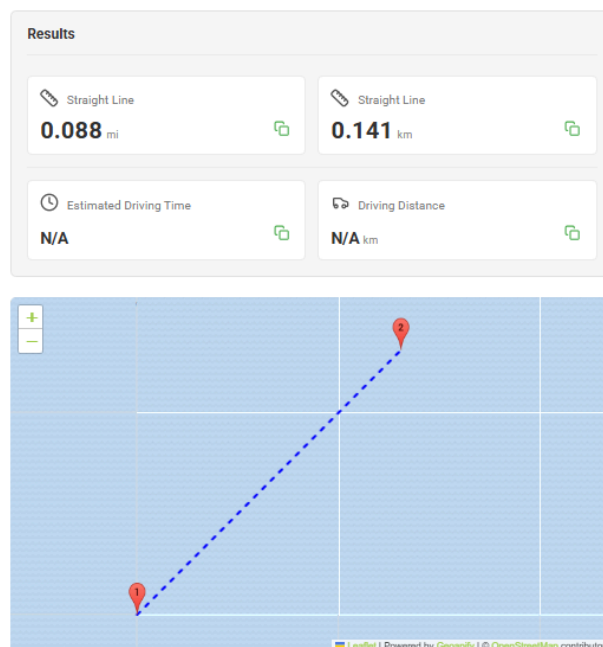 Results
Straight Line
0.088 mi
Straight Line
0.141 km
Estimated Driving Time
N/A
Driving Distance
N/A km
+
−
2
1
Leaflet | Powered by Geoapify | © OpenStreetMap contributo